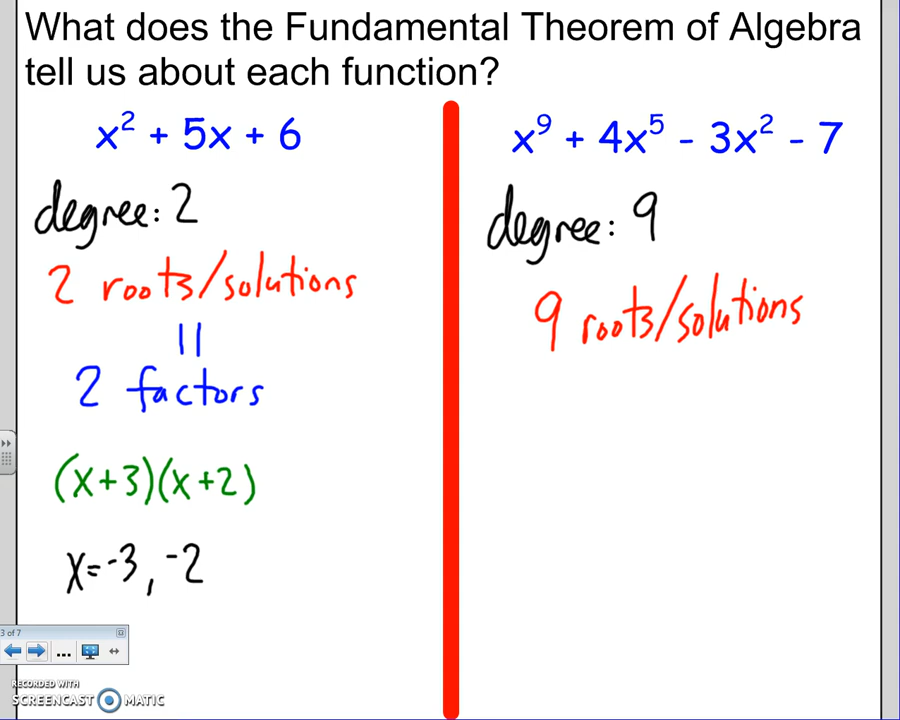 What does the Fundamental Theorem of Algebra
tell us about each function?
x² + 5x + 6
degree: 2
2 roots/solutions
||
2 factors
(x+3)(x+2)
x=-3, -2
x⁹ + 4x⁵ - 3x² - 7
degree: 9
9 roots/solutions
3 of 7
...
RECORDED WITH
SCREENCAST MATIC